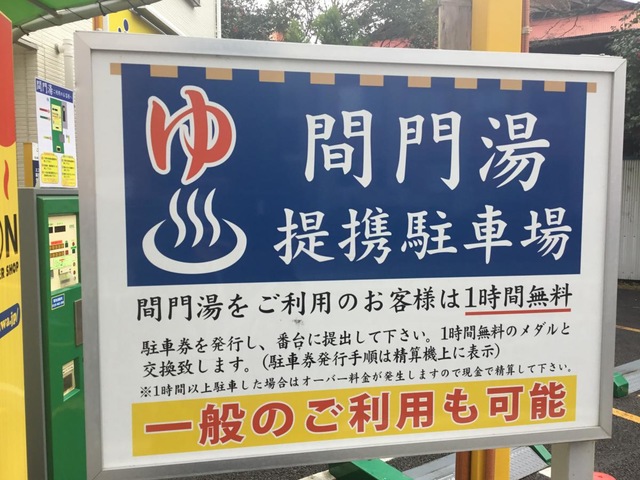 ゆ
間門湯
提携駐車場
間門湯をご利用のお客様は1時間無料
駐車券を発行し、番台に提出して下さい。1時間無料のメダルと
交換致します。(駐車券発行手順は精算機上に表示)
※1時間以上駐車した場合はオーバー料金が発生しますので現金で精算して下さい。
一般のご利用も可能
間門湯